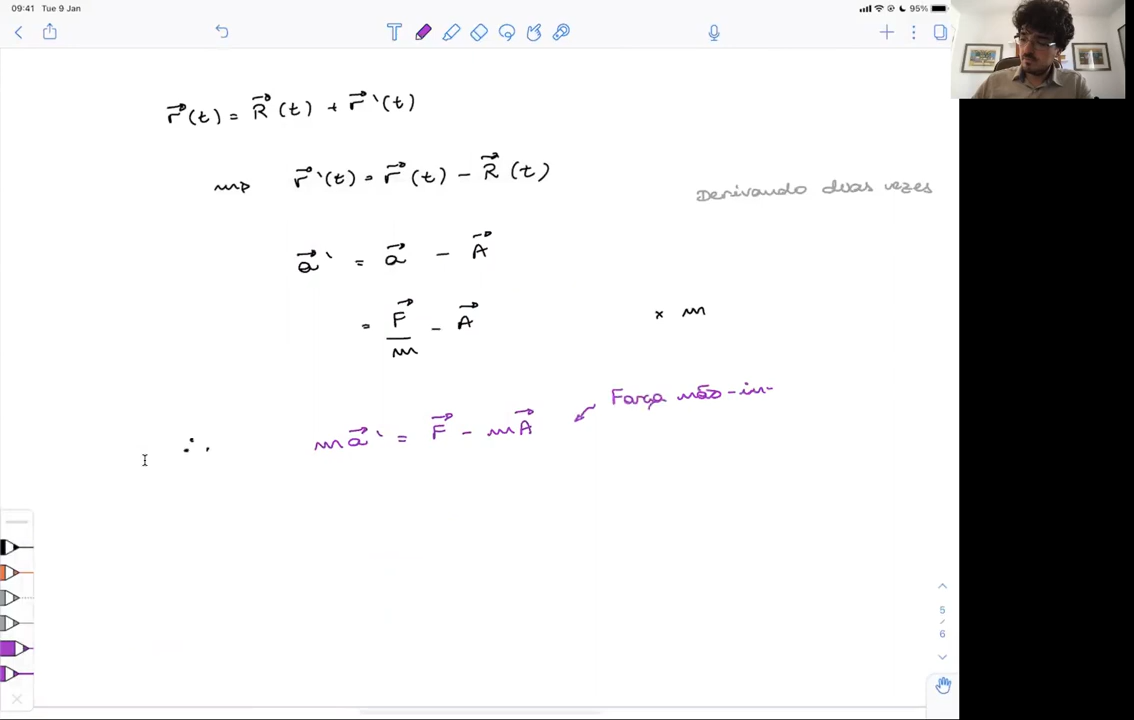 09:41 Tue 9 Jan
95%
T
r⃗(t) = R⃗(t) + r⃗`(t)
⇒ r⃗`(t) = r⃗(t) − R⃗(t)
Derivando duas vezes
a⃗` = a⃗ − A⃗
= F⃗/m − A⃗
× m
Força não-in-
∴ ma⃗` = F⃗ − mA⃗
5
/
6